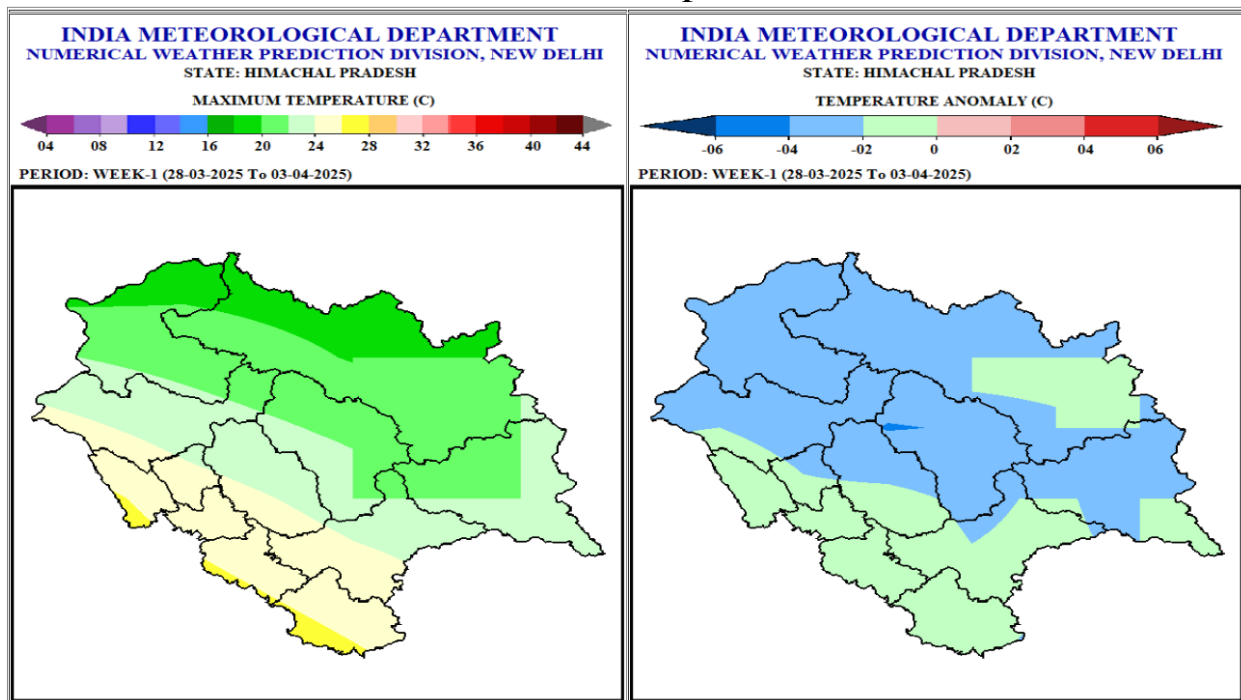 INDIA METEOROLOGICAL DEPARTMENT
NUMERICAL WEATHER PREDICTION DIVISION, NEW DELHI
STATE: HIMACHAL PRADESH
MAXIMUM TEMPERATURE (C)
04 08 12 16 20 24 28 32 36 40 44
PERIOD: WEEK-1 (28-03-2025 To 03-04-2025)
INDIA METEOROLOGICAL DEPARTMENT
NUMERICAL WEATHER PREDICTION DIVISION, NEW DELHI
STATE: HIMACHAL PRADESH
TEMPERATURE ANOMALY (C)
-06 -04 -02 0 02 04 06
PERIOD: WEEK-1 (28-03-2025 To 03-04-2025)